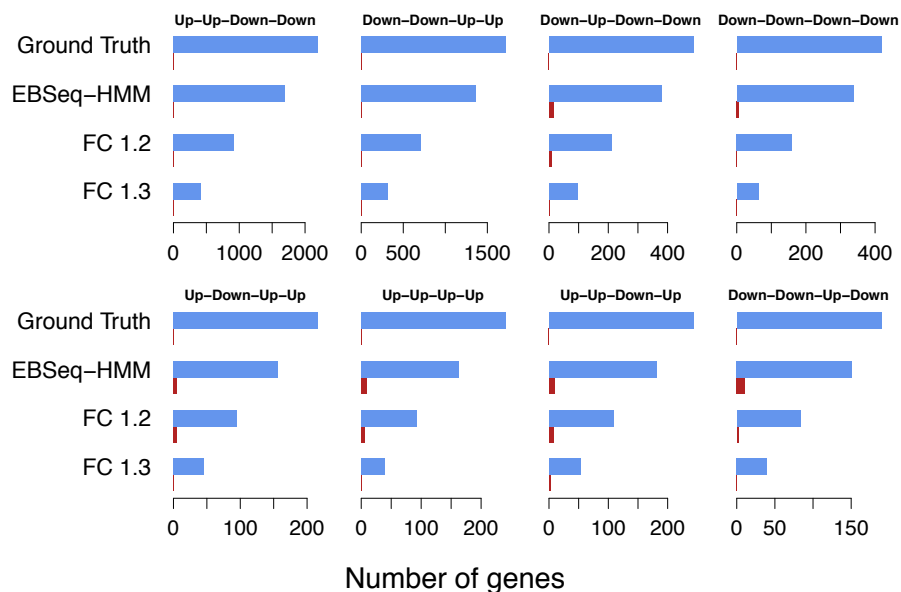 Up−Up−Down−Down Down−Down−Up−Up Down−Up−Down−Down Down−Down−Down−Down
Ground Truth
EBSeq−HMM
FC 1.2
FC 1.3
0 1000 2000 0 500 1500 0 200 400 0 200 400
Up−Down−Up−Up Up−Up−Up−Up Up−Up−Down−Up Down−Down−Up−Down
Ground Truth
EBSeq−HMM
FC 1.2
FC 1.3
0 100 200 0 100 200 0 100 200 0 50 150
Number of genes